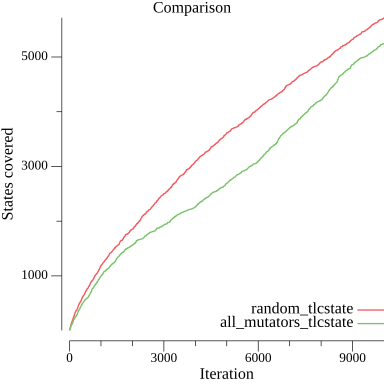 Comparison
States covered
5000
3000
1000
random_tlcstate
all_mutators_tlcstate
0 3000 6000 9000
Iteration